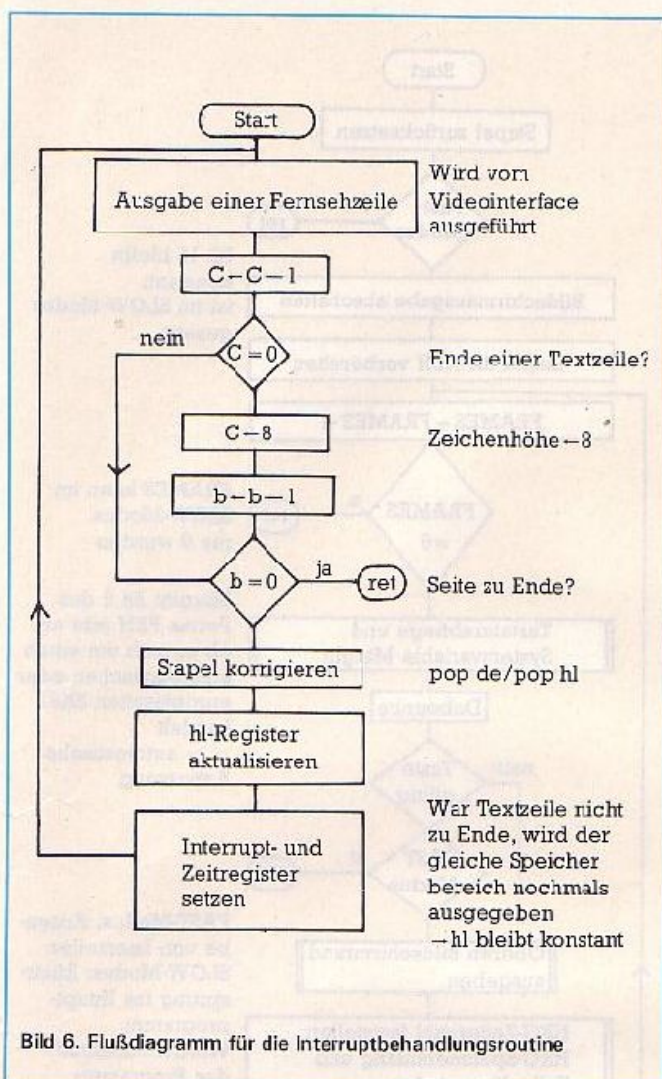 Start
Ausgabe einer Fernsehzeile
Wird vom
Videointerface
ausgeführt
C←C–1
nein
C=0
Ende einer Textzeile?
C←8
Zeichenhöhe←8
b←b–1
b=0
ja
ret
Seite zu Ende?
Stapel korrigieren
pop de/pop hl
hl-Register
aktualisieren
Interrupt- und
Zeitregister
setzen
War Textzeile nicht
zu Ende, wird der
gleiche Speicher
bereich nochmals
ausgegeben
→hl bleibt konstant
Bild 6. Flußdiagramm für die Interruptbehandlungsroutine